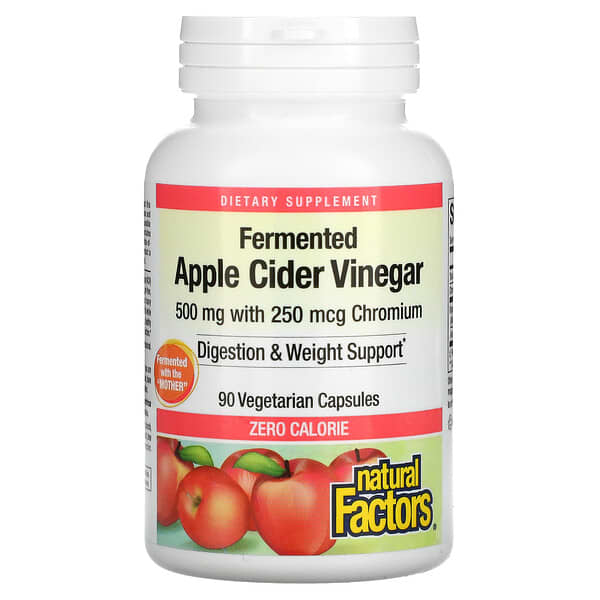 DIETARY SUPPLEMENT
Fermented
Apple Cider Vinegar
500 mg with 250 mcg Chromium
Digestion & Weight Support*
Fermented
with the
"MOTHER"
90 Vegetarian Capsules
ZERO CALORIE
natural
Factors®